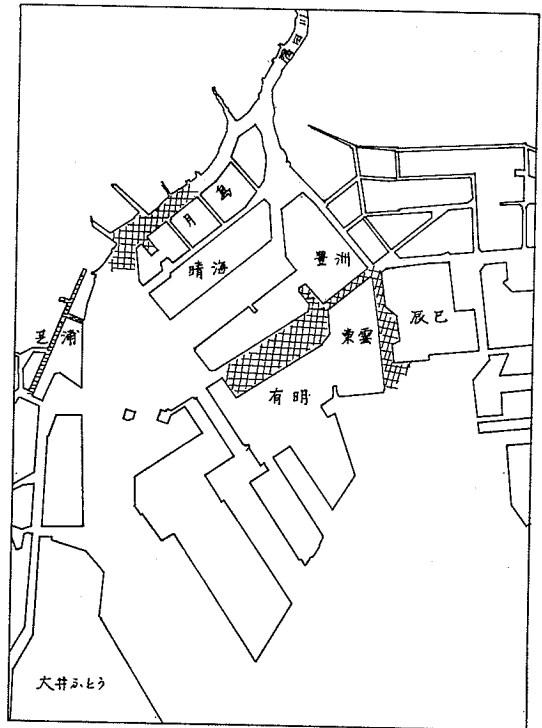 隅田川
月島
晴海
豊洲
辰巳
東雲
芝浦
有明
大井ふとう